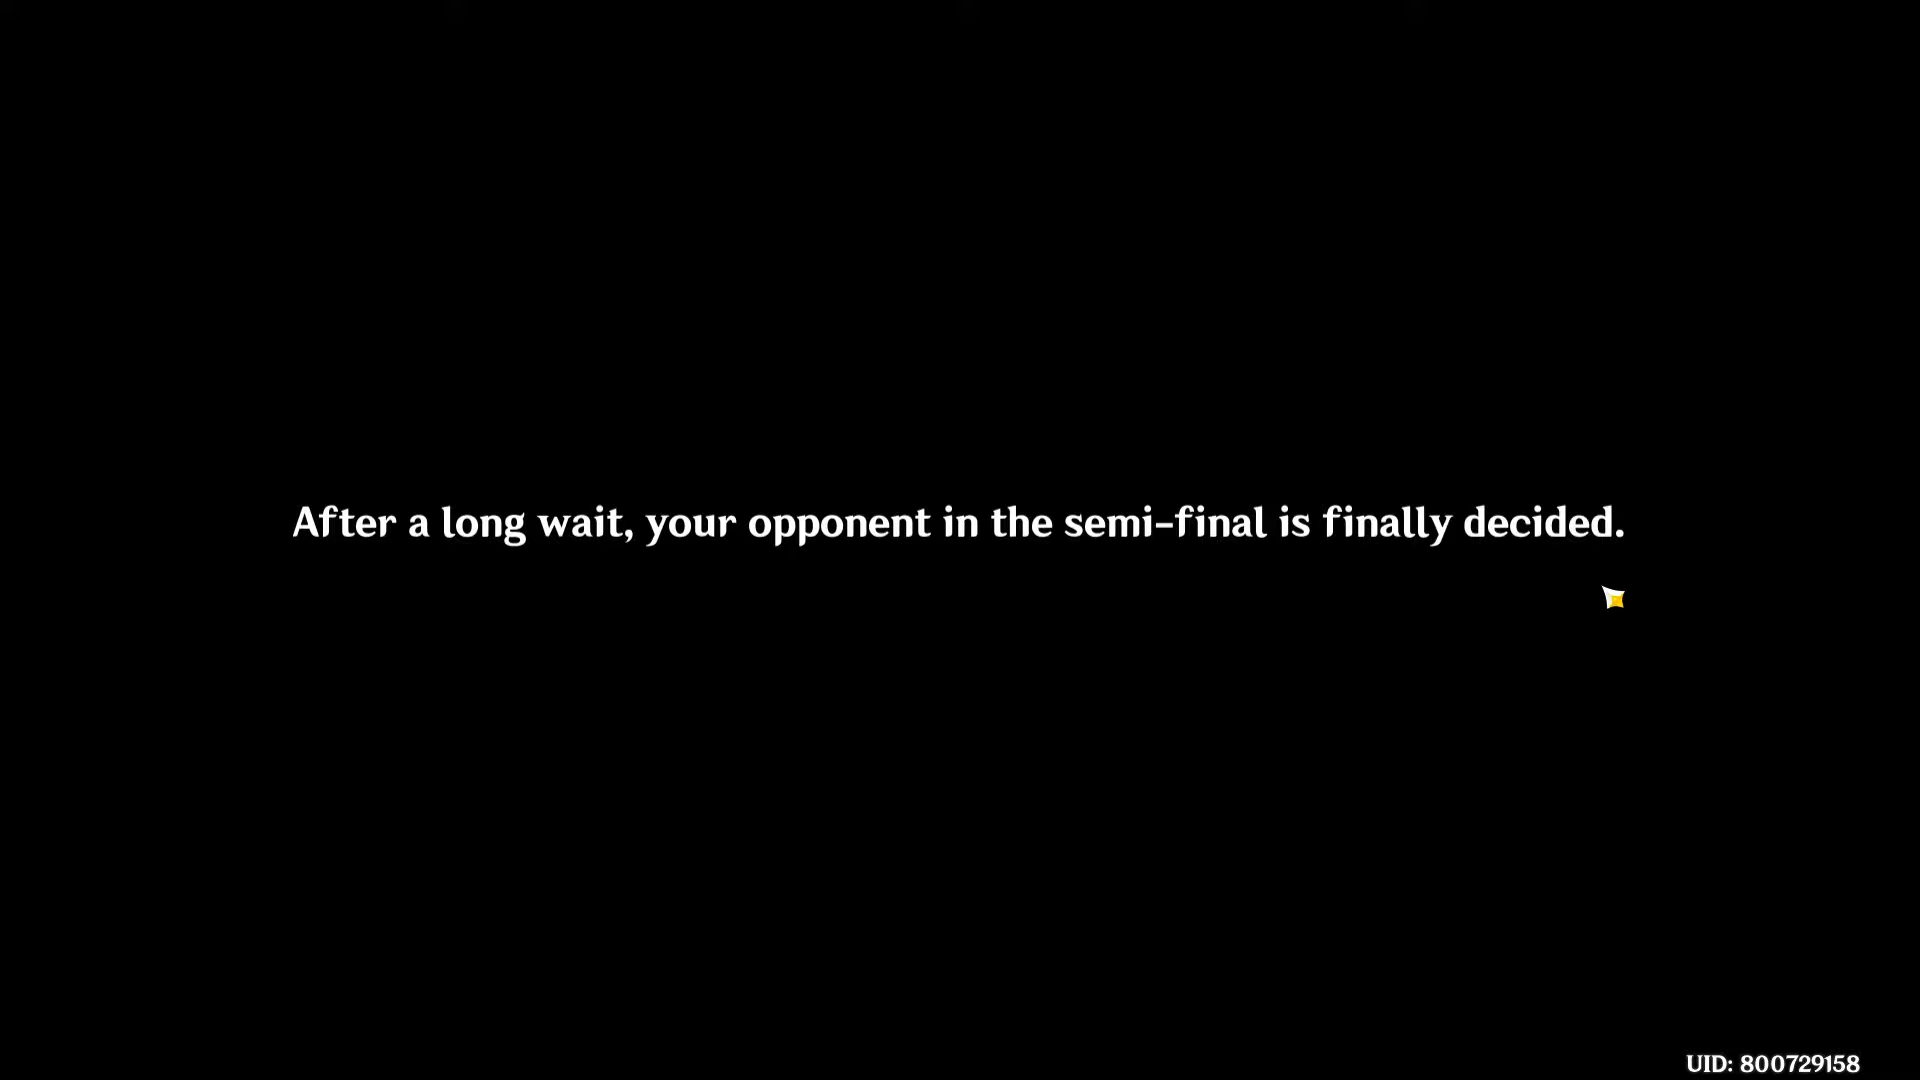 After a long wait, your opponent in the semi-final is finally decided.
UID: 800729158